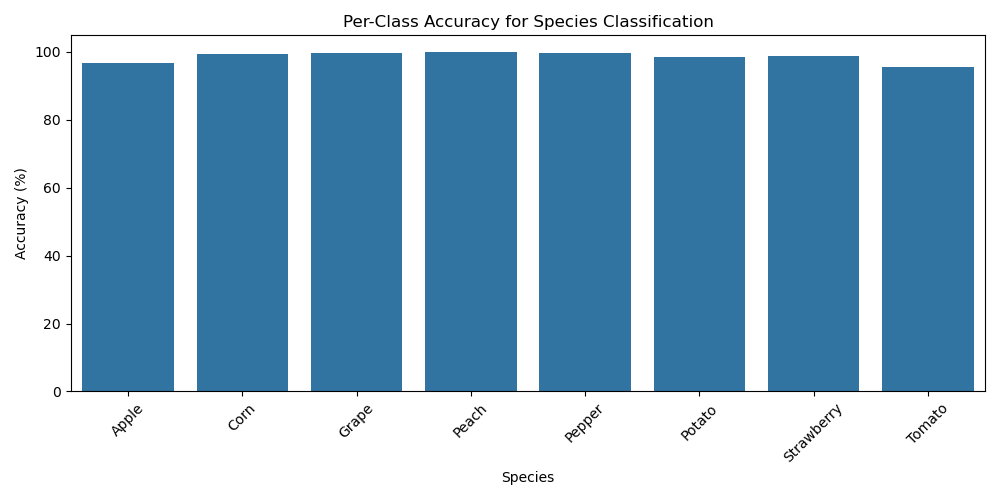 Per-Class Accuracy for Species Classification
Accuracy (%)
100
80
60
40
20
0
Apple
Corn
Grape
Peach
Pepper
Potato
Strawberry
Tomato
Species